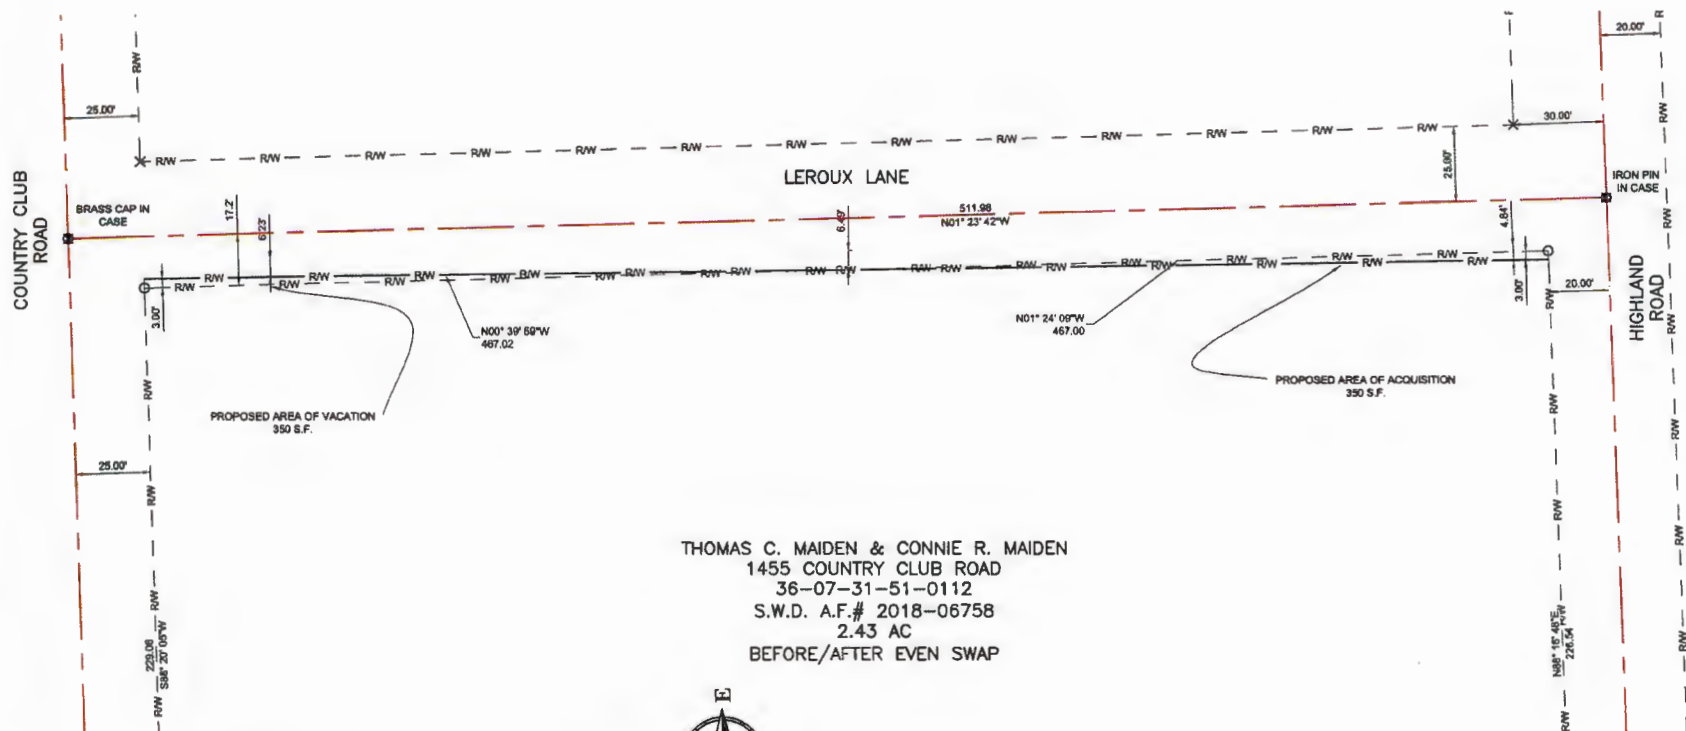 20.00'
25.00'
30.00'
R/W R/W R/W R/W R/W R/W R/W R/W R/W R/W R/W R/W R/W
25.00'
LEROUX LANE
COUNTRY CLUB
ROAD
BRASS CAP IN
CASE
IRON PIN
IN CASE
17.2'
6.23'
6.49'
511.98
N01° 23' 42"W
4.84'
R/W R/W R/W R/W R/W R/W R/W R/W R/W R/W R/W R/W
3.00'
3.00'
20.00'
HIGHLAND
ROAD
N00° 39' 59"W
467.02
N01° 24' 09"W
467.00
PROPOSED AREA OF VACATION
350 S.F.
PROPOSED AREA OF ACQUISITION
350 S.F.
25.00'
THOMAS C. MAIDEN & CONNIE R. MAIDEN
1455 COUNTRY CLUB ROAD
36-07-31-51-0112
S.W.D. A.F.# 2018-06758
2.43 AC
BEFORE/AFTER EVEN SWAP
229.08
226.54
E